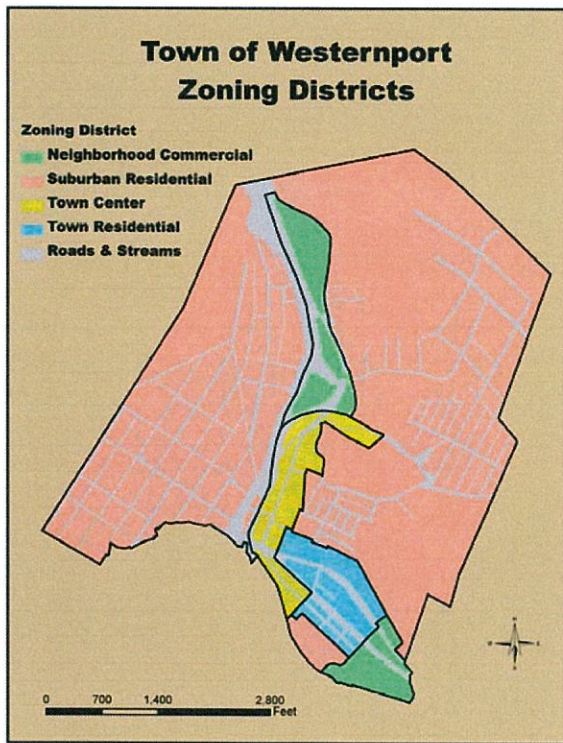 Town of Westernport
Zoning Districts
Zoning District
Neighborhood Commercial
Suburban Residential
Town Center
Town Residential
Roads & Streams
N
W E
S
0 700 1,400 2,800
Feet